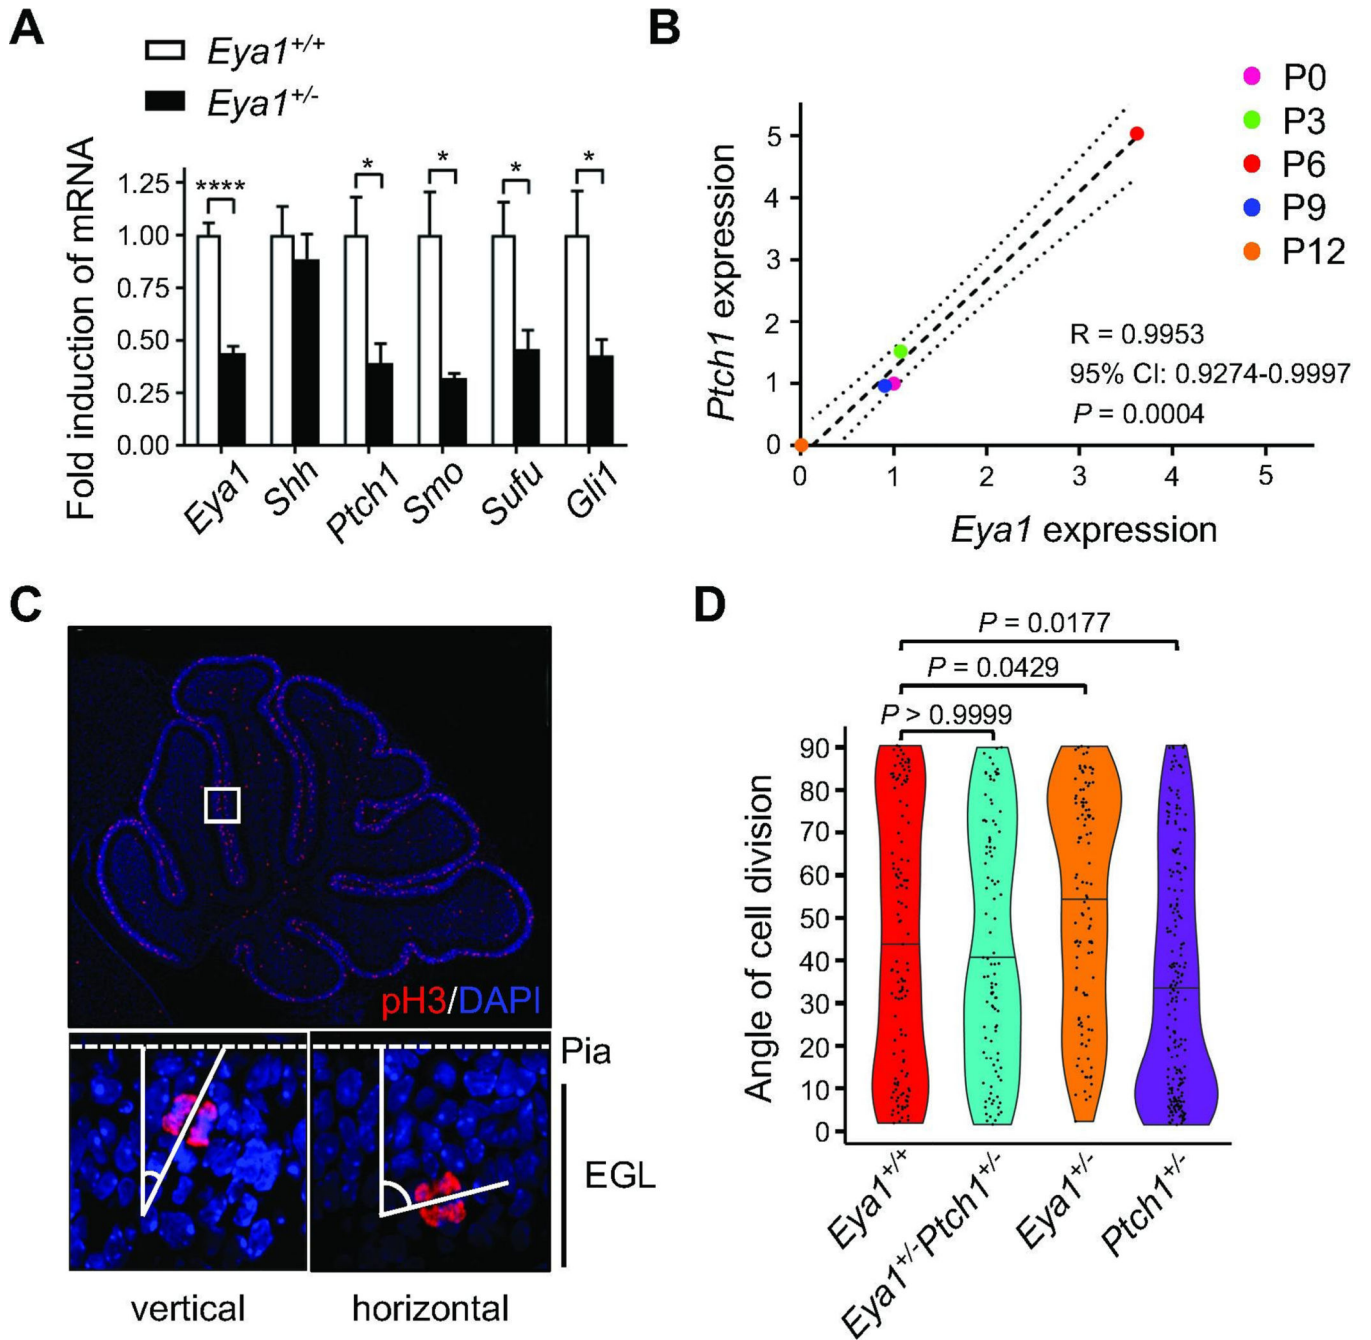 A
Eya1+/+
Eya1+/-
Fold induction of mRNA
1.25
1.00
0.75
0.50
0.25
0.00
****
*
*
*
*
Eya1
Shh
Ptch1
Smo
Sufu
Gli1
B
P0
P3
P6
P9
P12
Ptch1 expression
5
4
3
2
1
0
R = 0.9953
95% CI: 0.9274-0.9997
P = 0.0004
0
1
2
3
4
5
Eya1 expression
C
pH3/DAPI
Pia
EGL
vertical
horizontal
D
P = 0.0177
P = 0.0429
P > 0.9999
Angle of cell division
90
80
70
60
50
40
30
20
10
0
Eya1+/+
Eya1+/-Ptch1+/-
Eya1+/-
Ptch1+/-